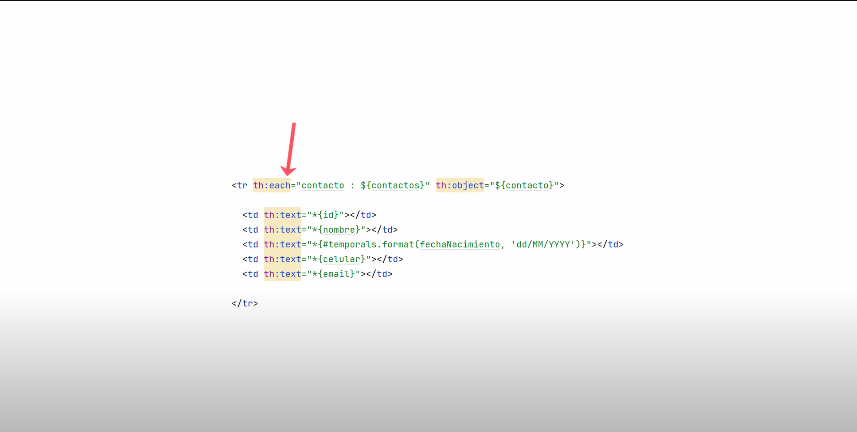 <tr th:each="contacto : ${contactos}" th:object="${contacto}">
<td th:text="*{id}"></td>
<td th:text="*{nombre}"></td>
<td th:text="*{#temporals.format(fechaNacimiento, 'dd/MM/YYYY')}"></td>
<td th:text="*{celular}"></td>
<td th:text="*{email}"></td>
</tr>